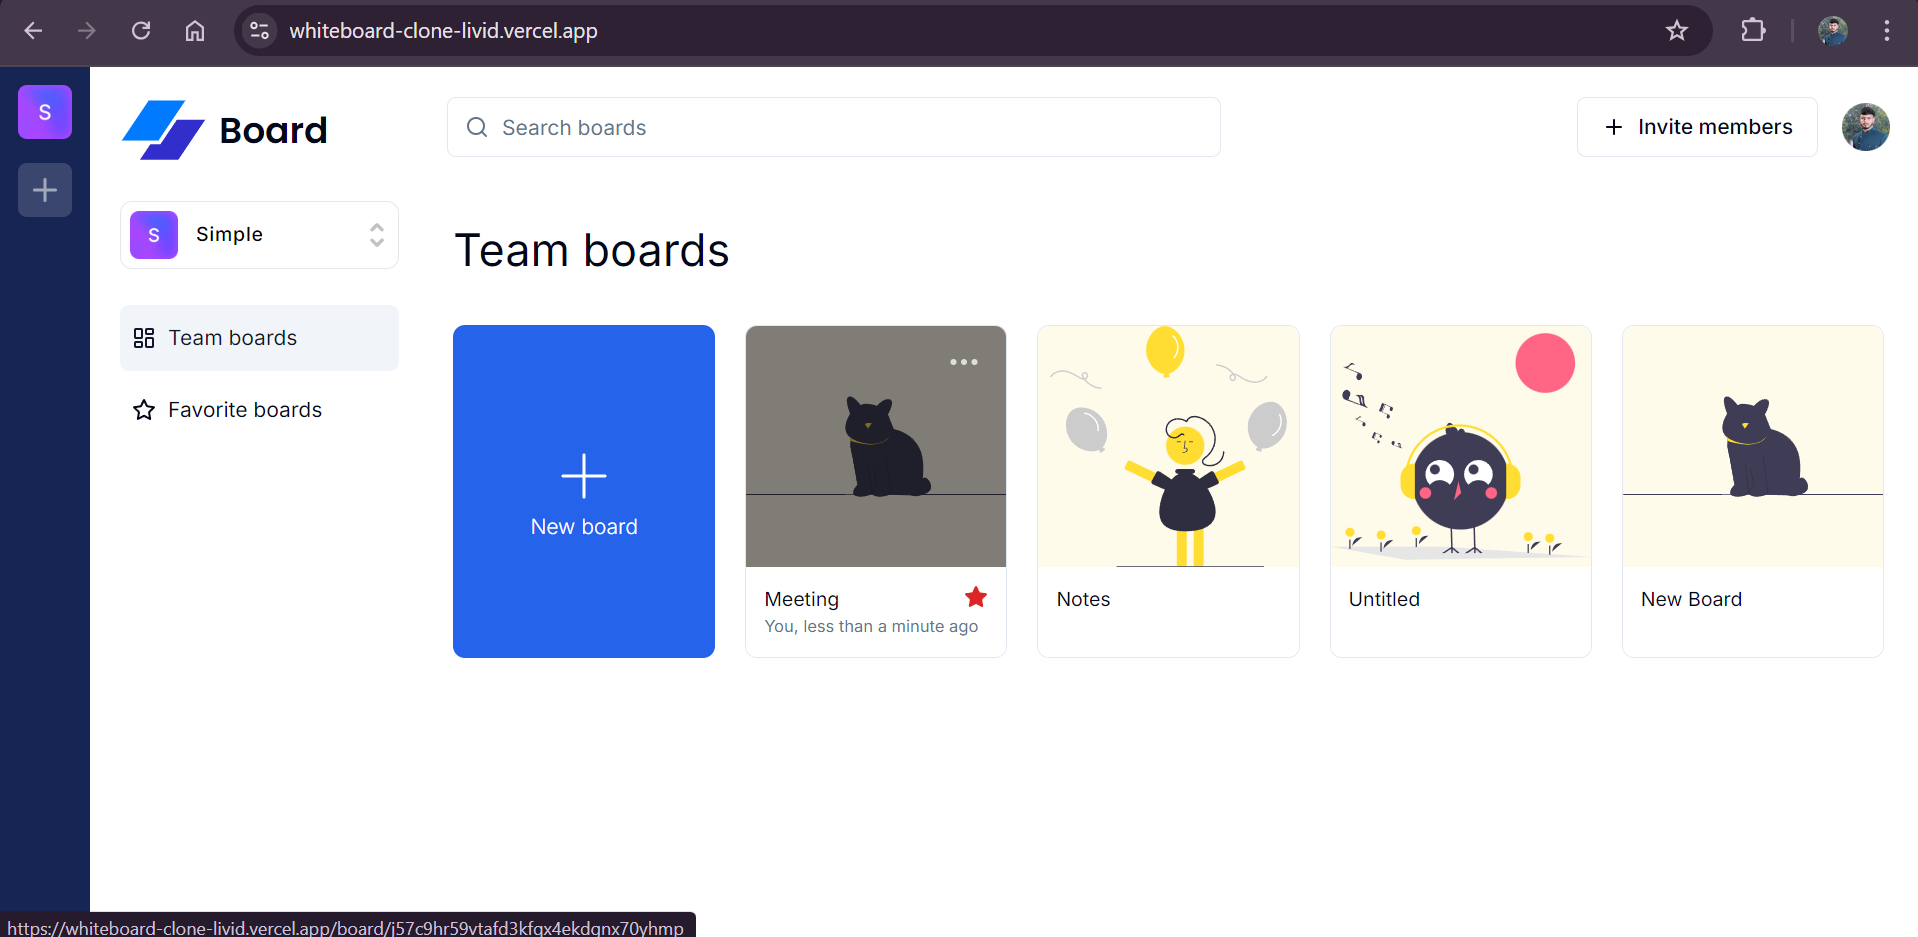 whiteboard-clone-livid.vercel.app
S
Board
Search boards
Invite members
S
Simple
Team boards
Team boards
Favorite boards
New board
Meeting
You, less than a minute ago
Notes
Untitled
New Board
https://whiteboard-clone-livid.vercel.app/board/j57c9hr59vtafd3kfqx4ekdgnx70yhmp